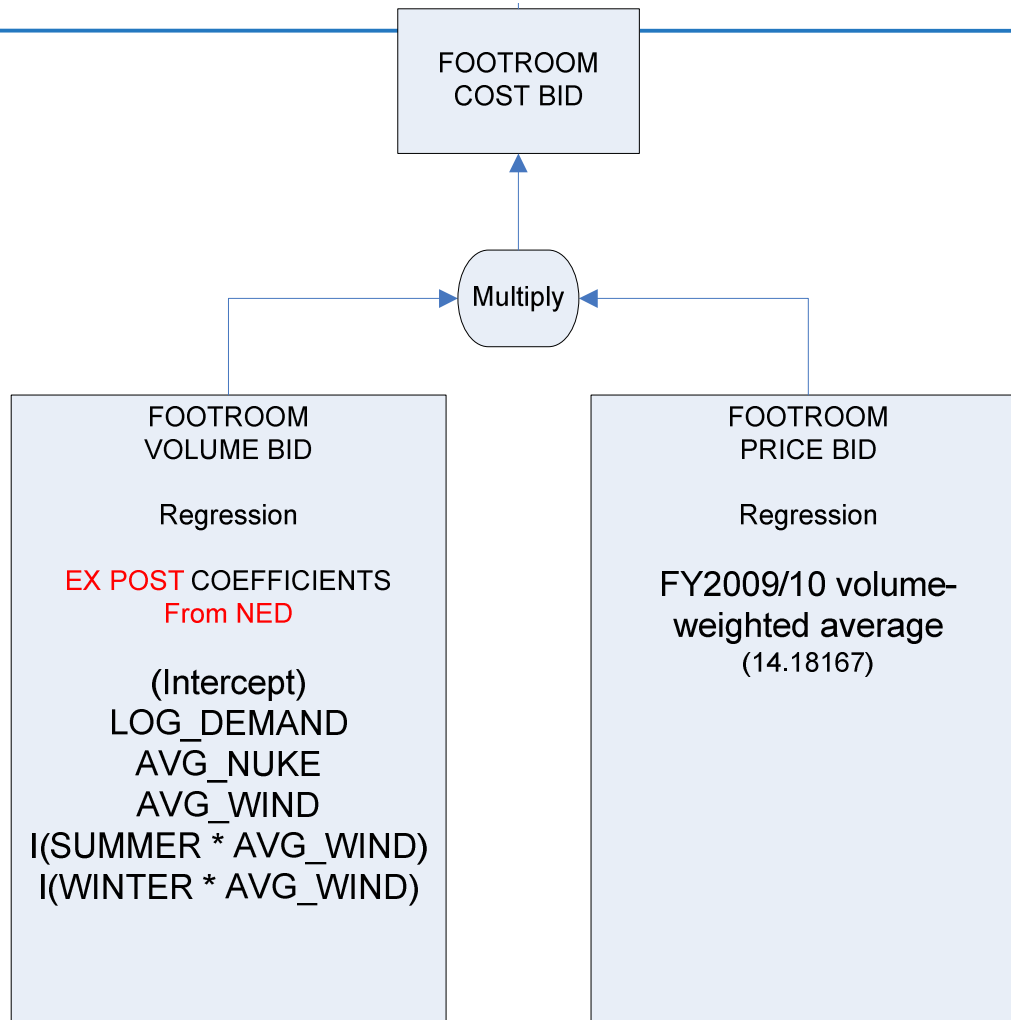 FOOTROOM
COST BID
Multiply
FOOTROOM
VOLUME BID
Regression
EX POST COEFFICIENTS
From NED
(Intercept)
LOG_DEMAND
AVG_NUKE
AVG_WIND
I(SUMMER * AVG_WIND)
I(WINTER * AVG_WIND)
FOOTROOM
PRICE BID
Regression
FY2009/10 volume-
weighted average
(14.18167)